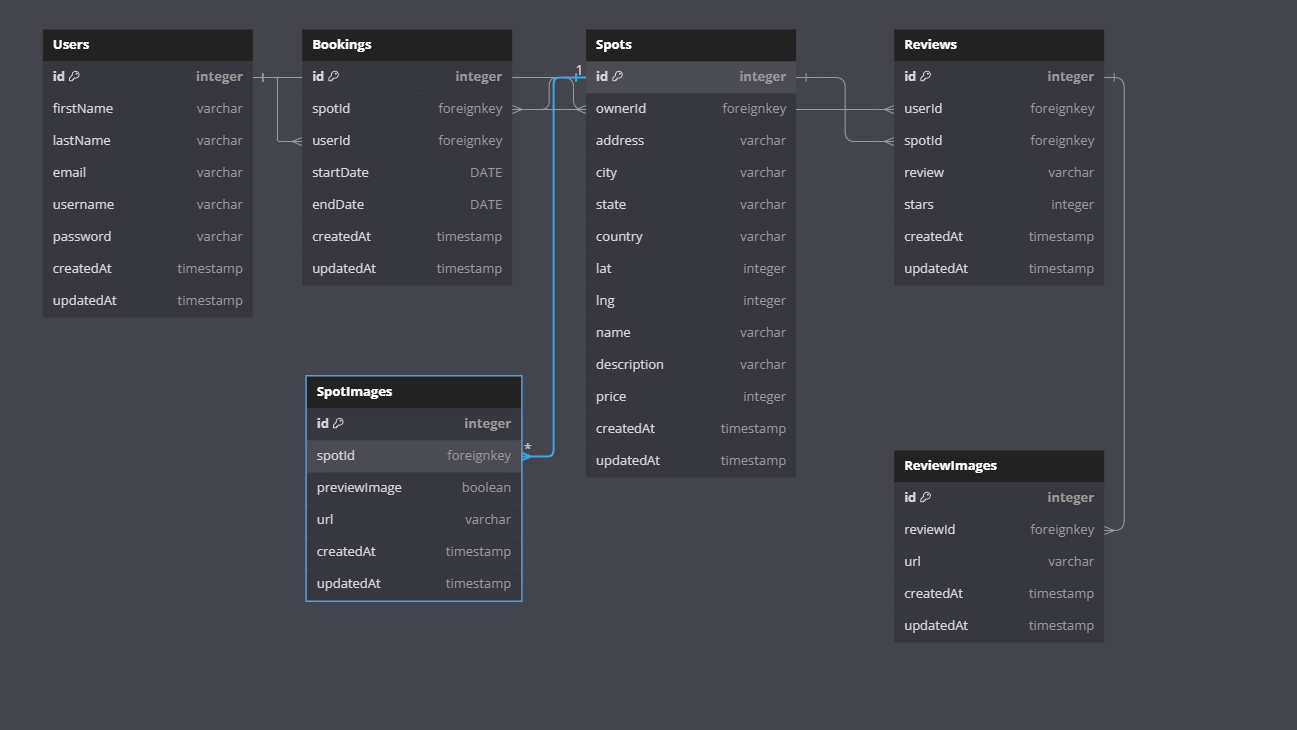 Users
id integer
firstName varchar
lastName varchar
email varchar
username varchar
password varchar
createdAt timestamp
updatedAt timestamp
Bookings
id integer
spotId foreignkey
userId foreignkey
startDate DATE
endDate DATE
createdAt timestamp
updatedAt timestamp
1
Spots
id integer
ownerId foreignkey
address varchar
city varchar
state varchar
country varchar
lat integer
lng integer
name varchar
description varchar
price integer
createdAt timestamp
updatedAt timestamp
Reviews
id integer
userId foreignkey
spotId foreignkey
review varchar
stars integer
createdAt timestamp
updatedAt timestamp
SpotImages
id integer
spotId foreignkey
*
previewImage boolean
url varchar
createdAt timestamp
updatedAt timestamp
ReviewImages
id integer
reviewId foreignkey
url varchar
createdAt timestamp
updatedAt timestamp